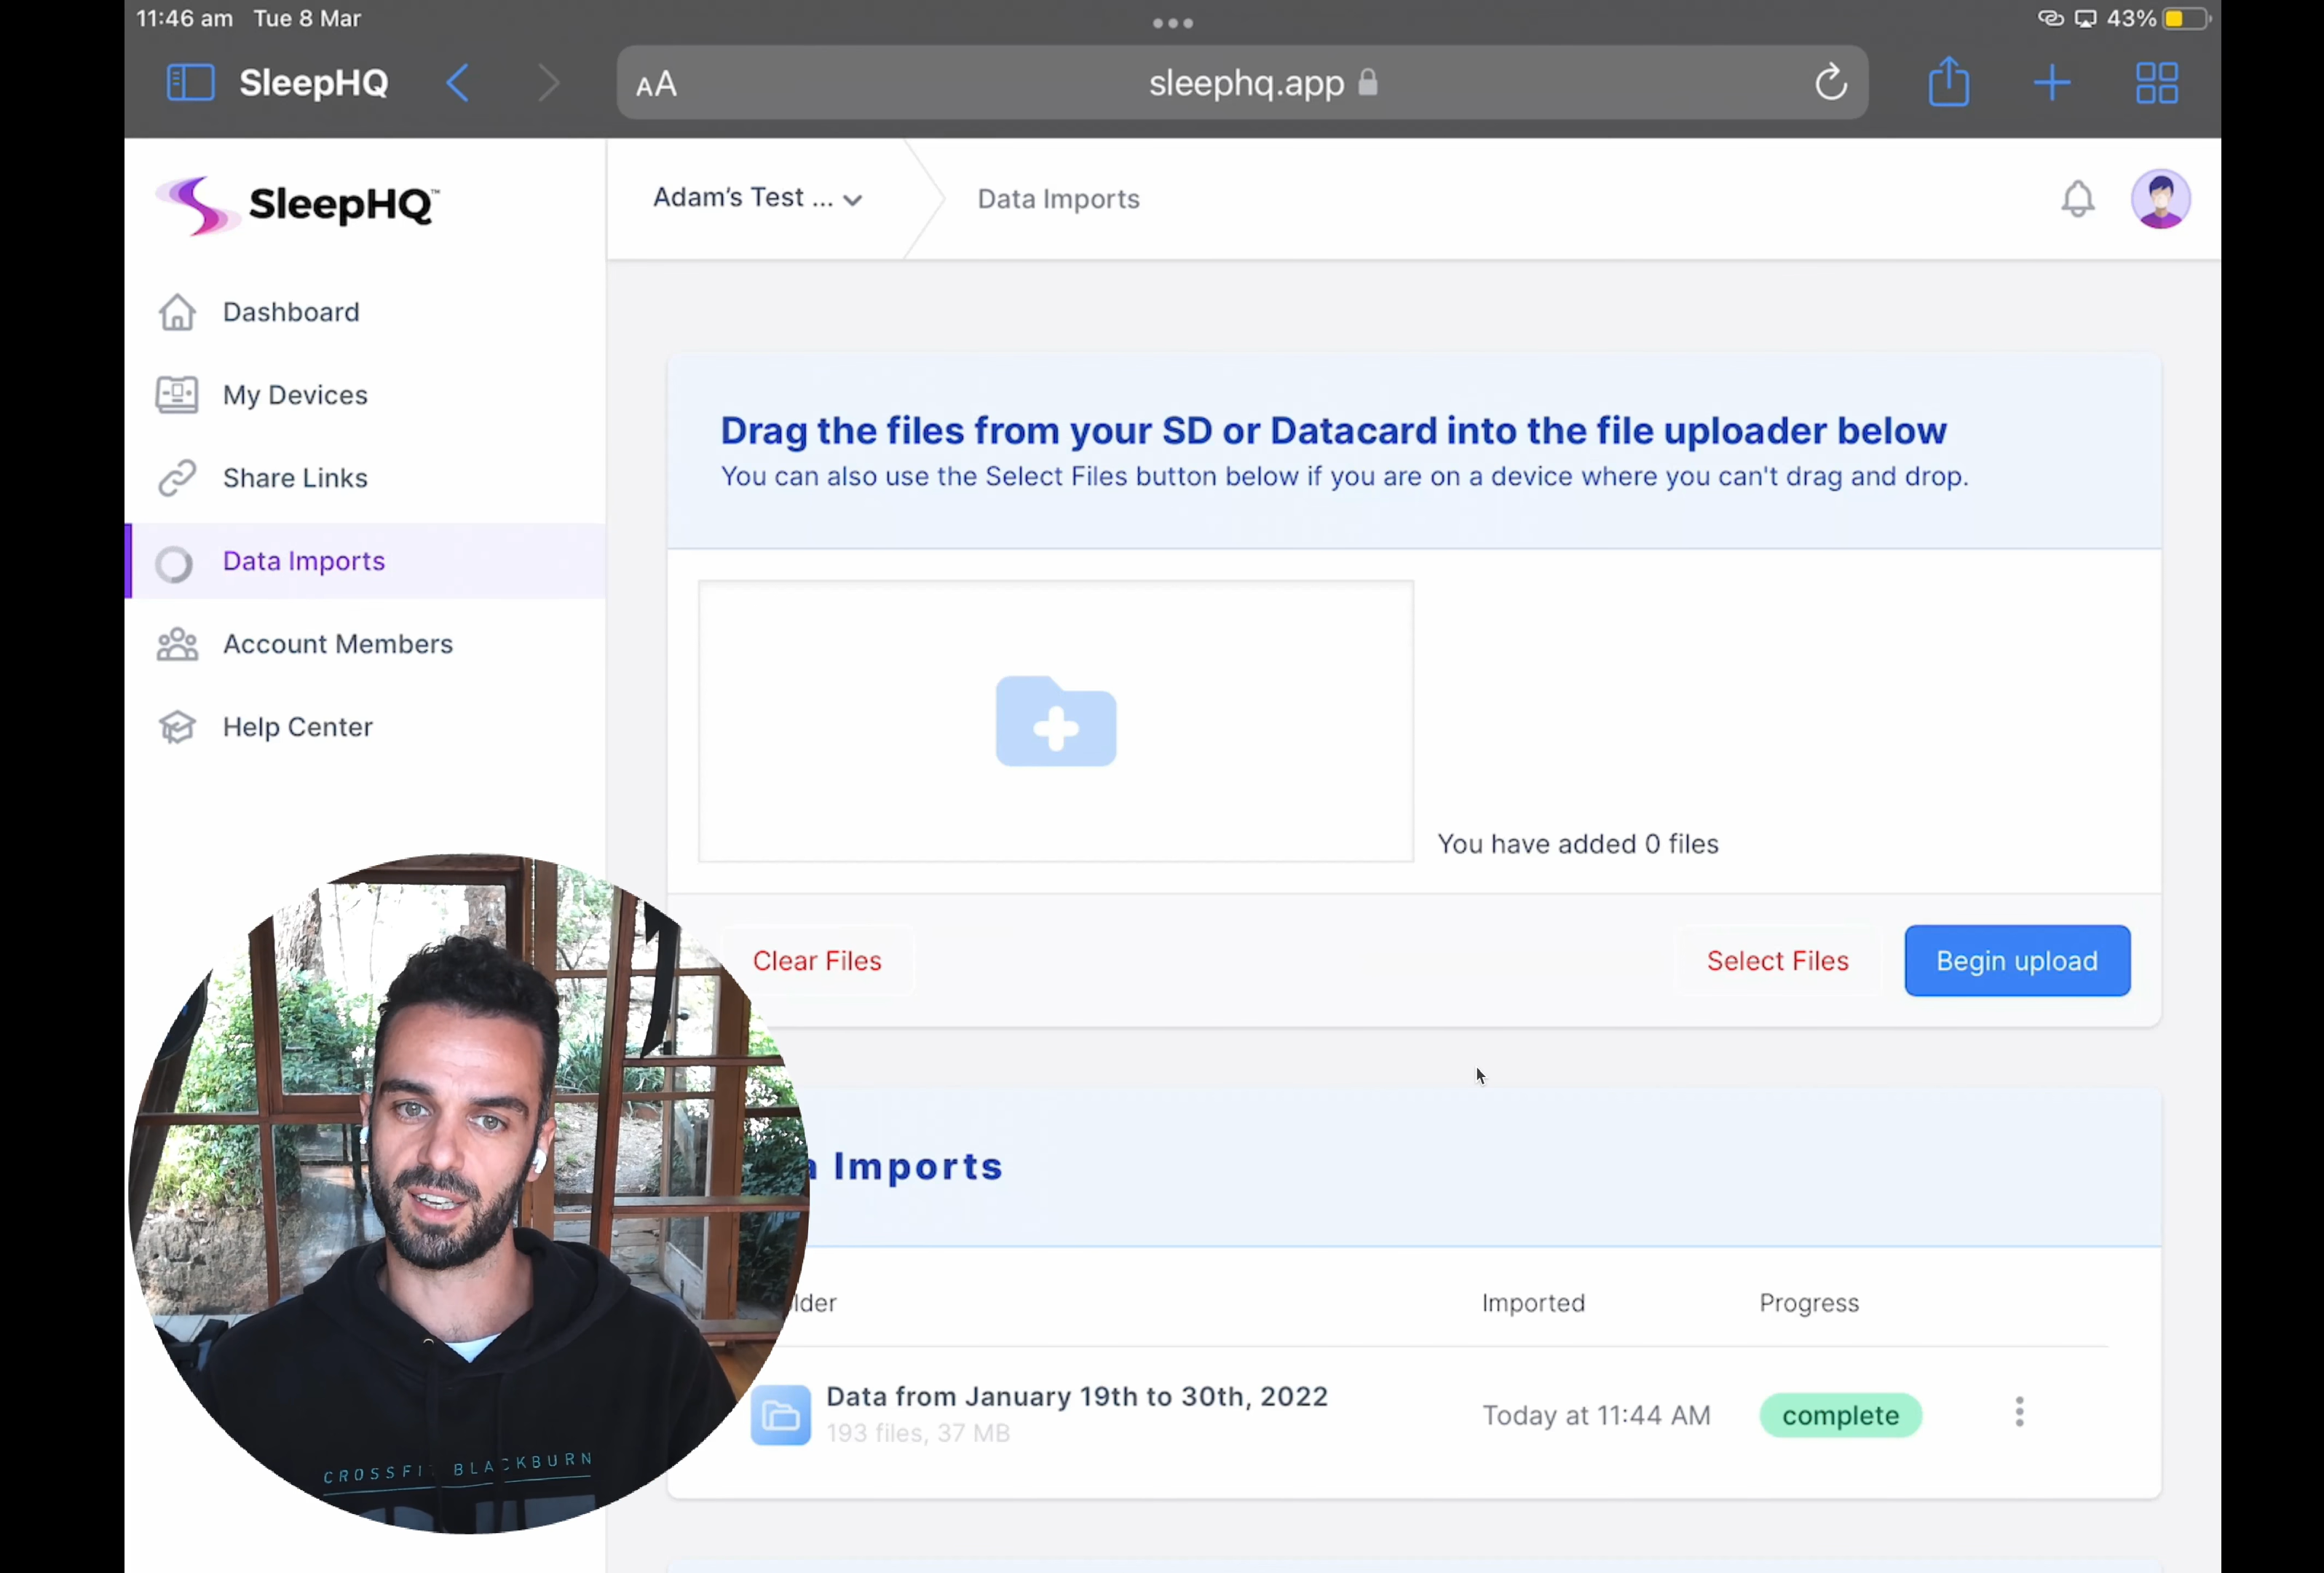 11:46 am Tue 8 Mar
43%
SleepHQ
AA
sleephq.app
SleepHQ™
Adam's Test ...
Data Imports
Dashboard
My Devices
Share Links
Data Imports
Account Members
Help Center
Drag the files from your SD or Datacard into the file uploader below
You can also use the Select Files button below if you are on a device where you can't drag and drop.
You have added 0 files
Clear Files
Select Files
Begin upload
Imports
Imported
Progress
Data from January 19th to 30th, 2022
193 files, 37 MB
Today at 11:44 AM
complete
CROSSFIT BLACKBURN